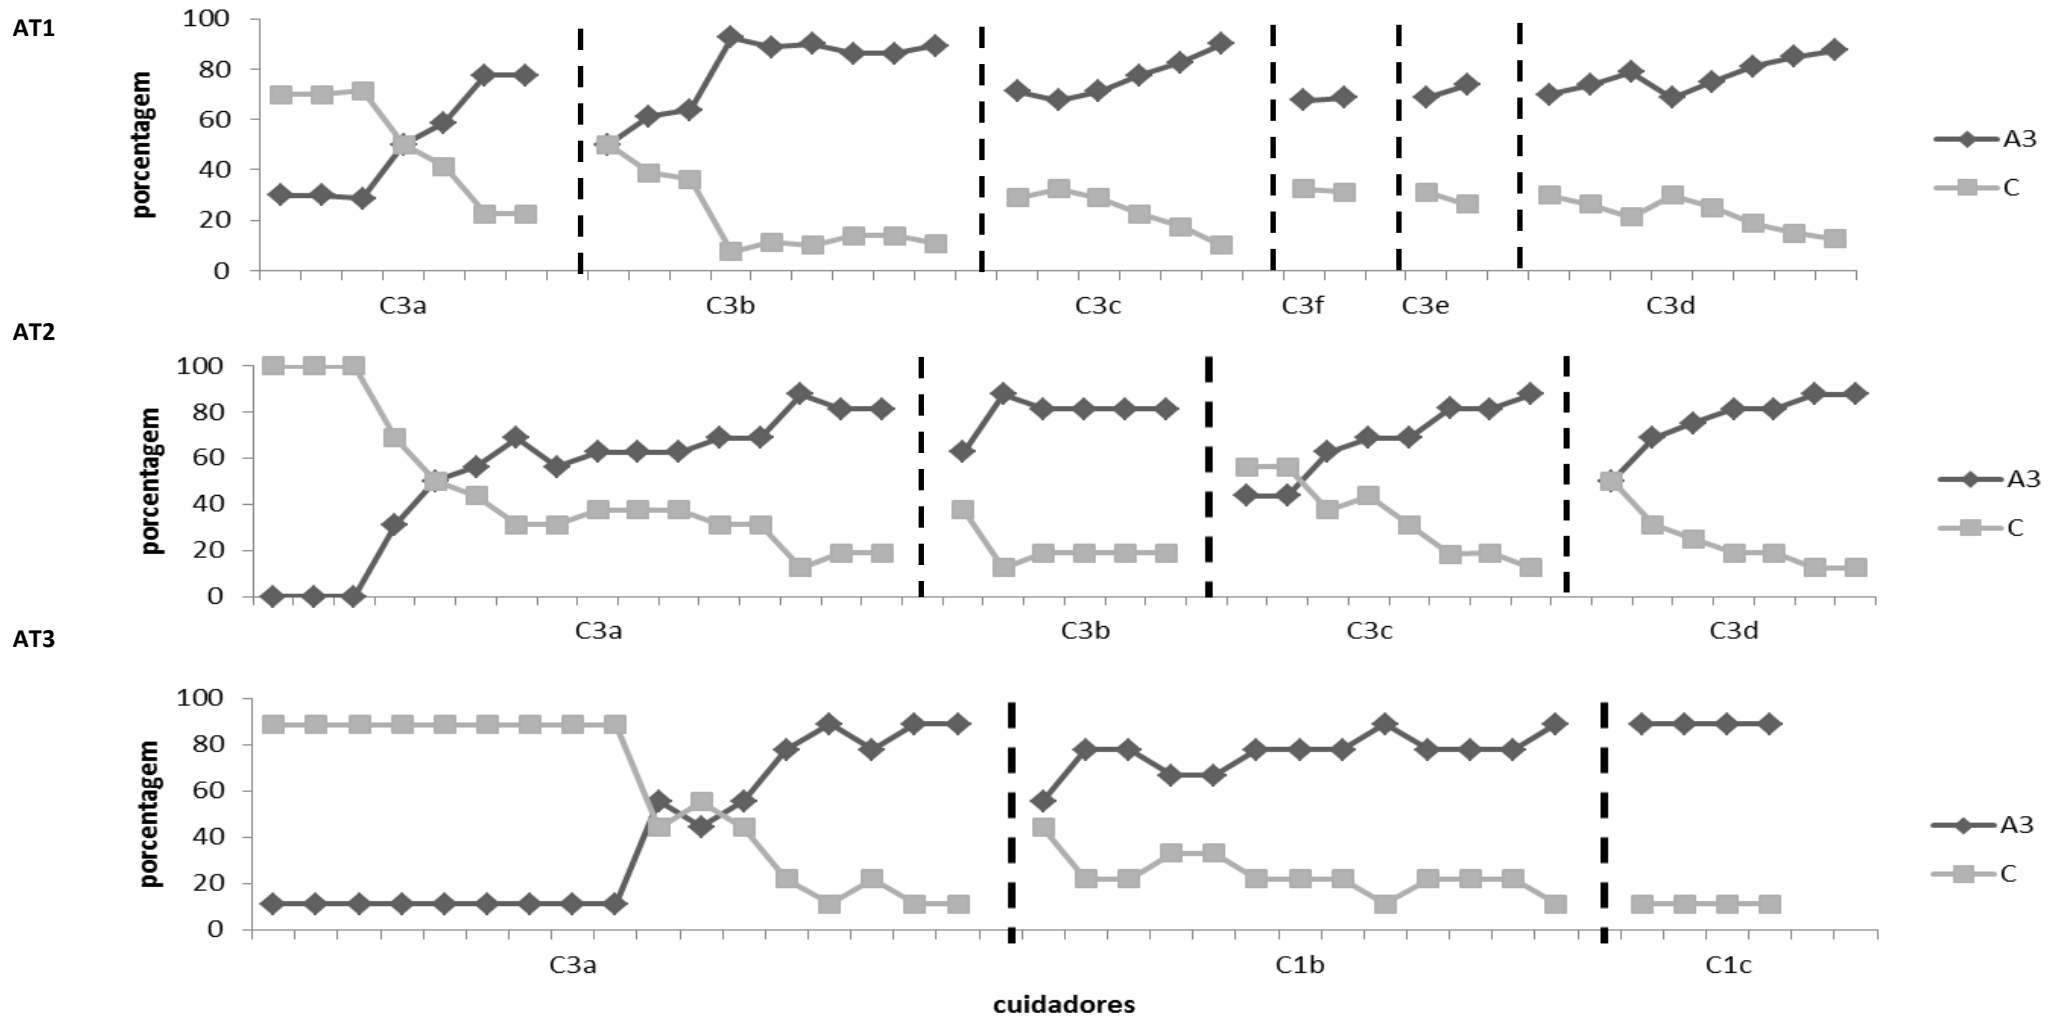 AT1
porcentagem
100
80
60
40
20
0
C3a C3b C3c C3f C3e C3d
A3
C
AT2
porcentagem
100
80
60
40
20
0
C3a C3b C3c C3d
A3
C
AT3
porcentagem
100
80
60
40
20
0
C3a C1b C1c
A3
C
cuidadores